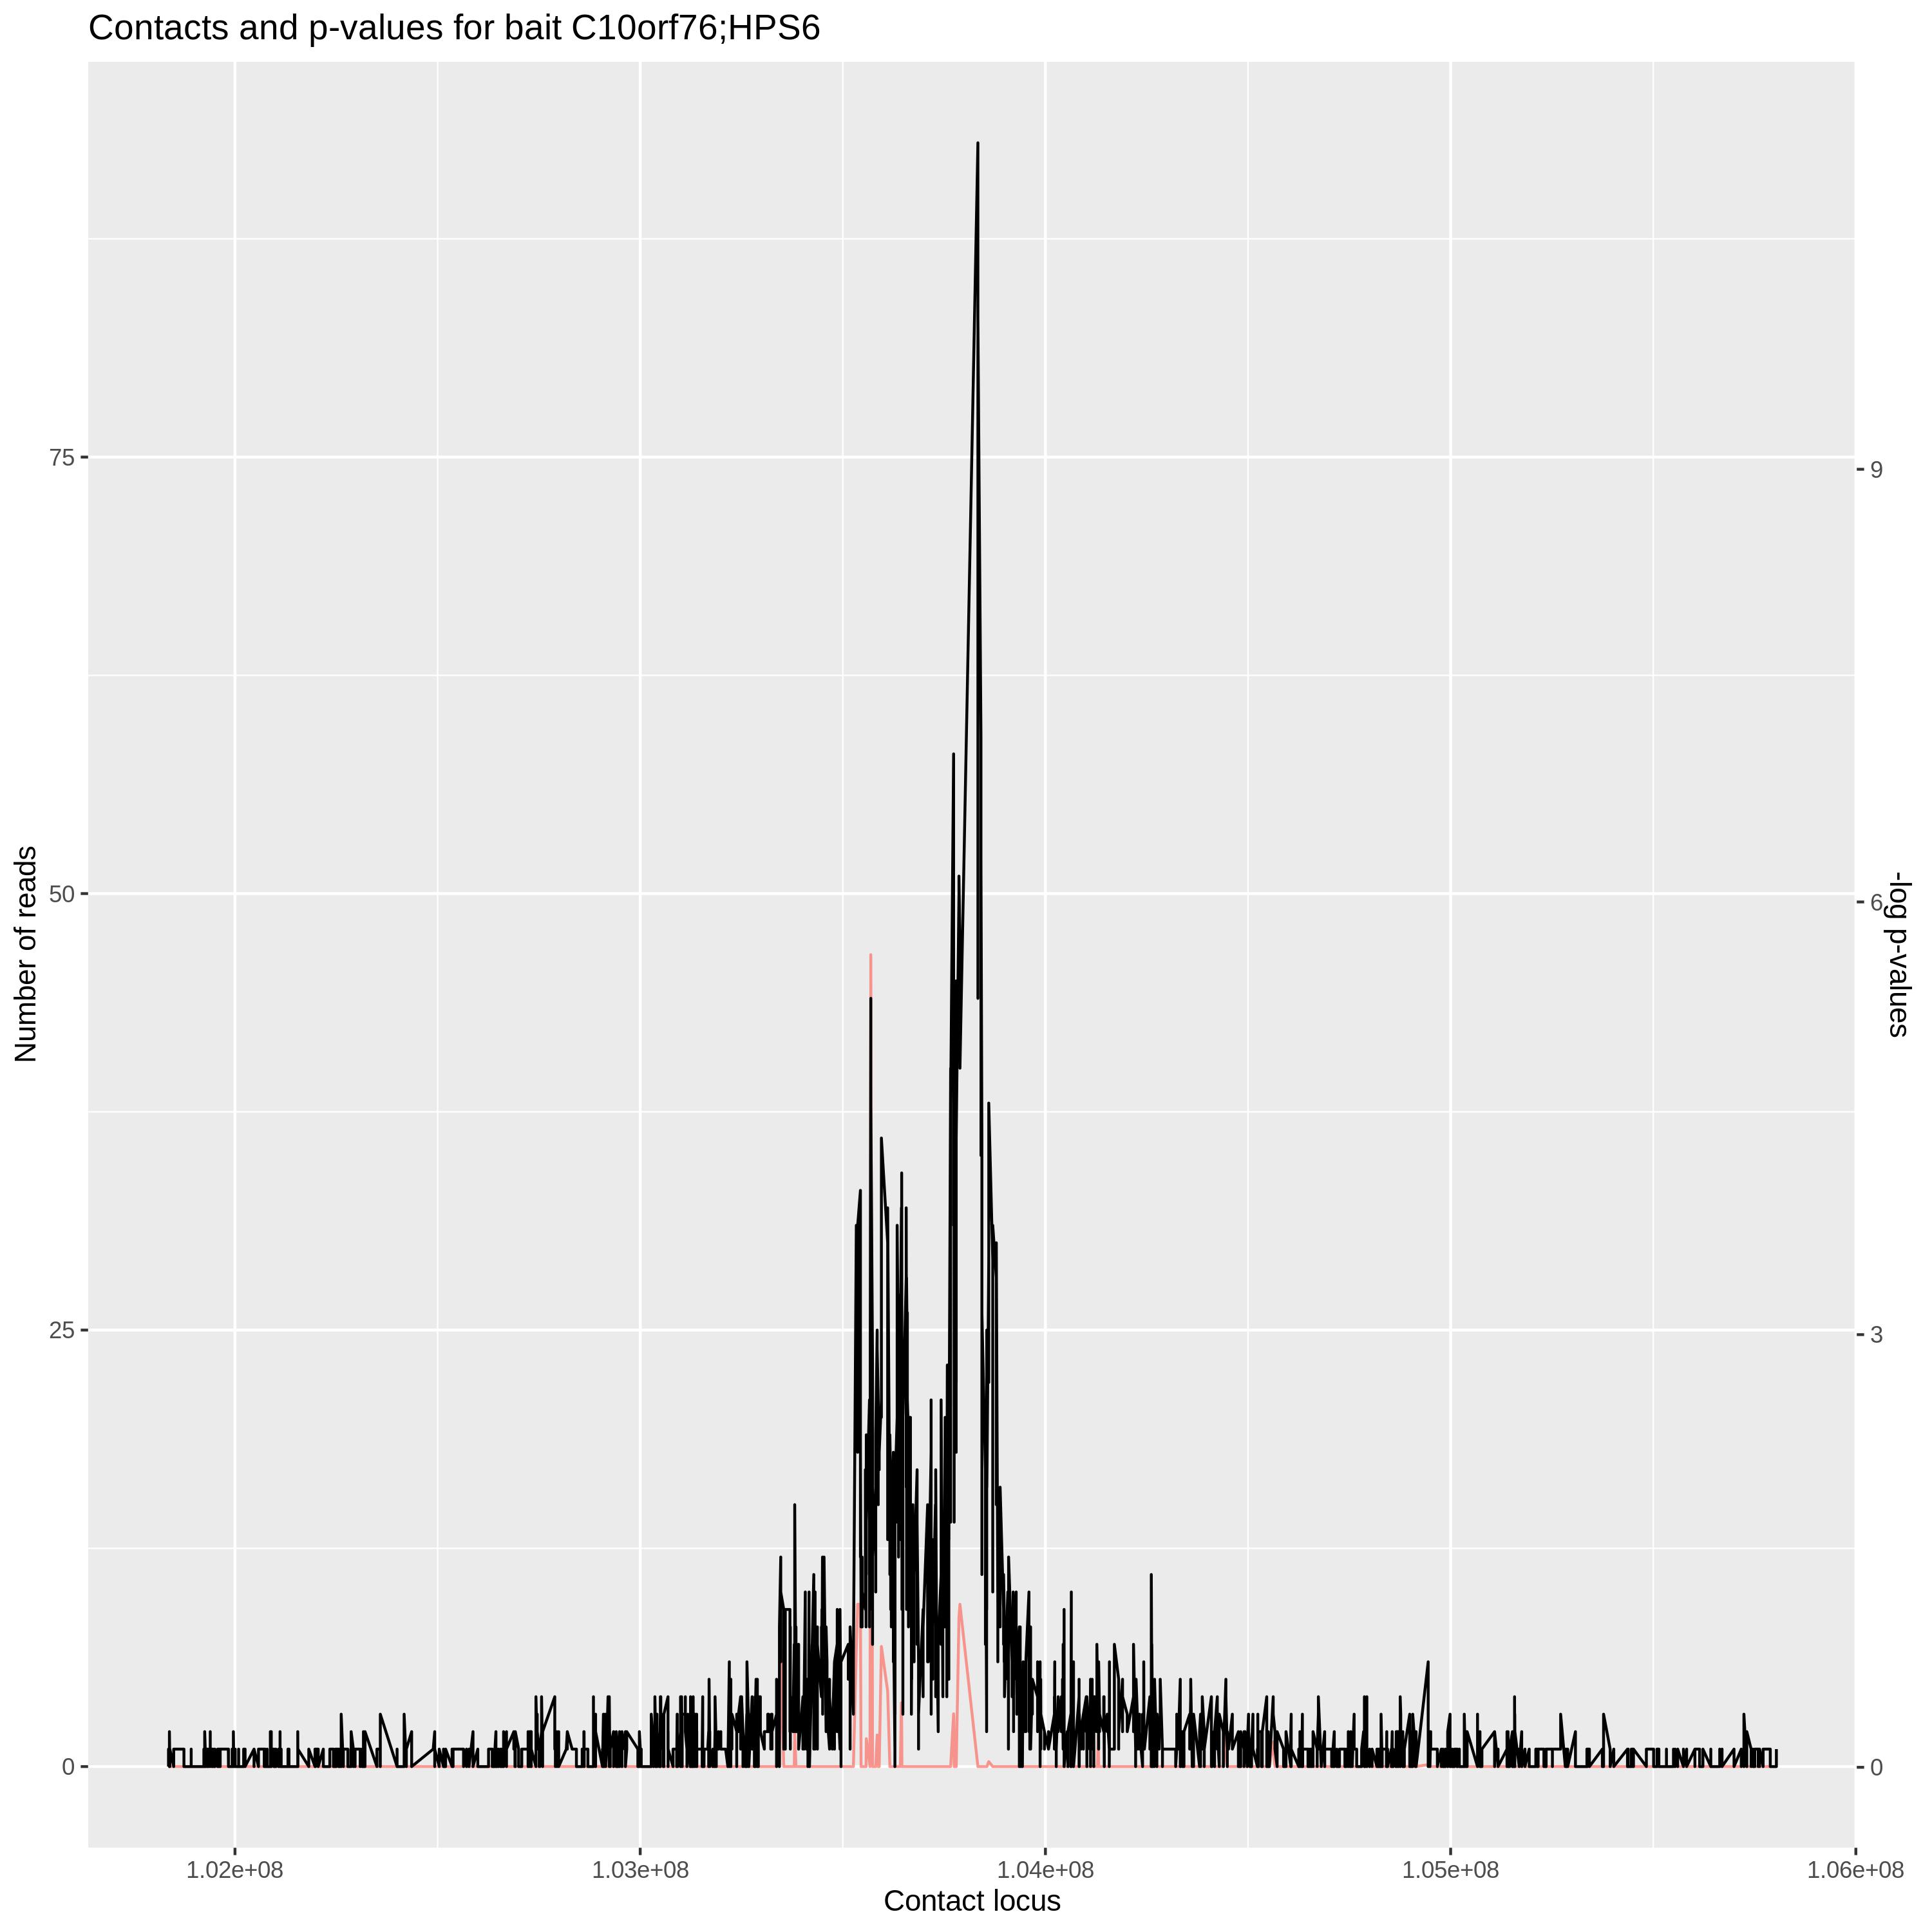 Contacts and p-values for bait C10orf76;HPS6
75
50
25
0
Number of reads
9
6
3
0
-log p-values
1.02e+08 1.03e+08 1.04e+08 1.05e+08 1.06e+08
Contact locus